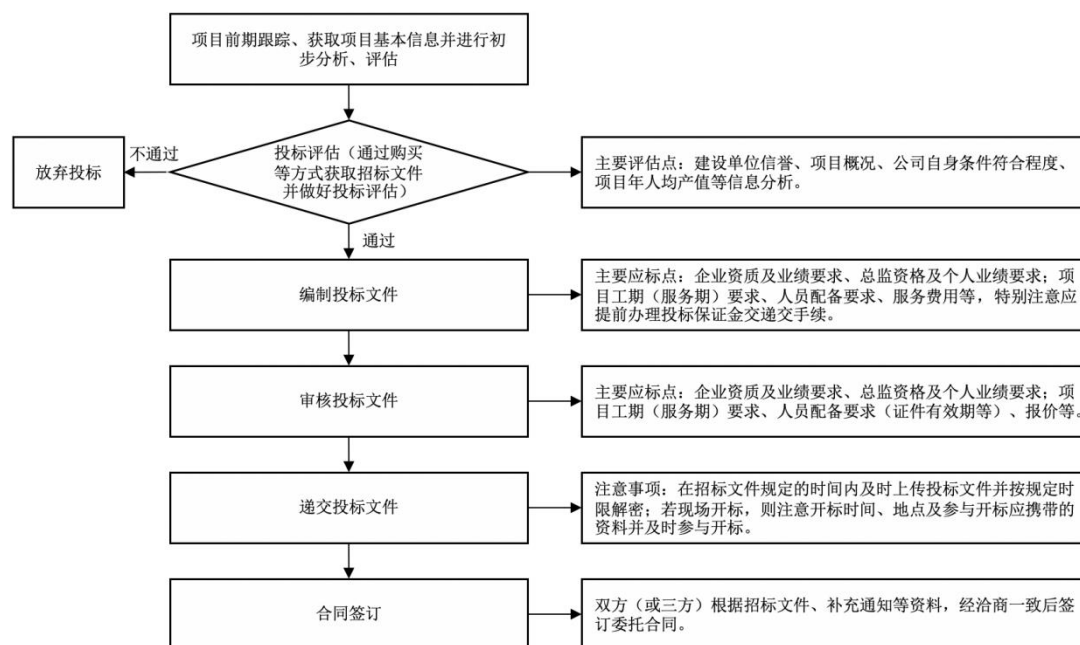 项目前期跟踪、获取项目基本信息并进行初
步分析、评估
放弃投标
不通过
投标评估（通过购买
等方式获取招标文件
并做好投标评估）
主要评估点：建设单位信誉、项目概况、公司自身条件符合程度、
项目年人均产值等信息分析。
通过
编制投标文件
主要应标点：企业资质及业绩要求、总监资格及个人业绩要求；项
目工期（服务期）要求、人员配备要求、服务费用等，特别注意应
提前办理投标保证金交递交手续。
审核投标文件
主要应标点：企业资质及业绩要求、总监资格及个人业绩要求；项
目工期（服务期）要求、人员配备要求（证件有效期等）、报价等。
递交投标文件
注意事项：在招标文件规定的时间内及时上传投标文件并按规定时
限解密；若现场开标，则注意开标时间、地点及参与开标应携带的
资料并及时参与开标。
合同签订
双方（或三方）根据招标文件、补充通知等资料，经洽商一致后签
订委托合同。